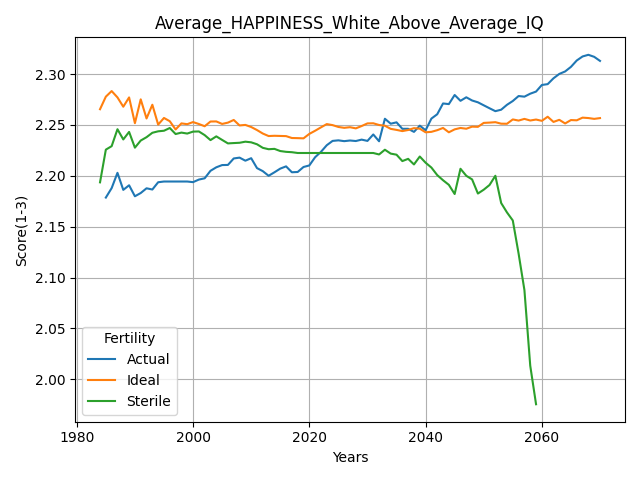 Average_HAPPINESS_White_Above_Average_IQ
Score(1-3)
2.30
2.25
2.20
2.15
2.10
2.05
2.00
Fertility
Actual
Ideal
Sterile
1980 2000 2020 2040 2060
Years